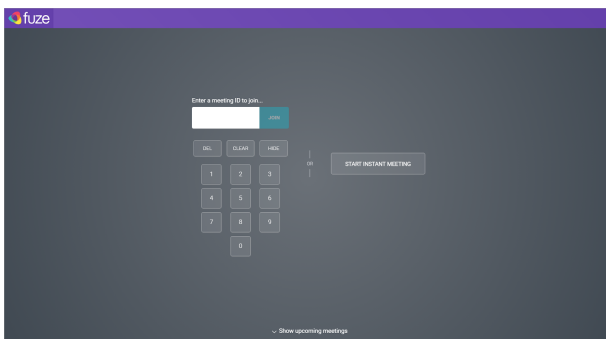 fuze
Enter a meeting ID to join...
JOIN
DEL CLEAR HIDE
1 2 3
OR
START INSTANT MEETING
4 5 6
7 8 9
0
Show upcoming meetings